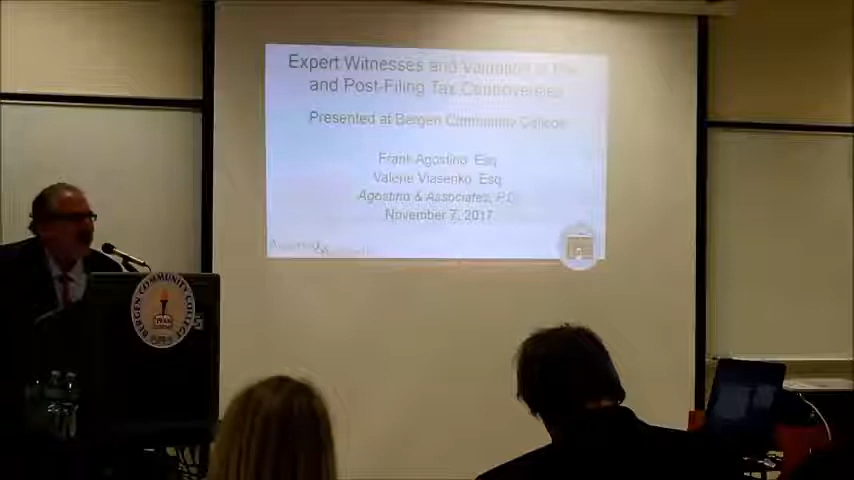 Expert Witnesses and Valuation in Pre
and Post-Filing Tax Controversies
Presented at Bergen Community College
Frank Agostino, Esq
Valerie Vlasenko, Esq
Agostino & Associates, P.C.
November 7, 2017
BERGEN COMMUNITY COLLEGE